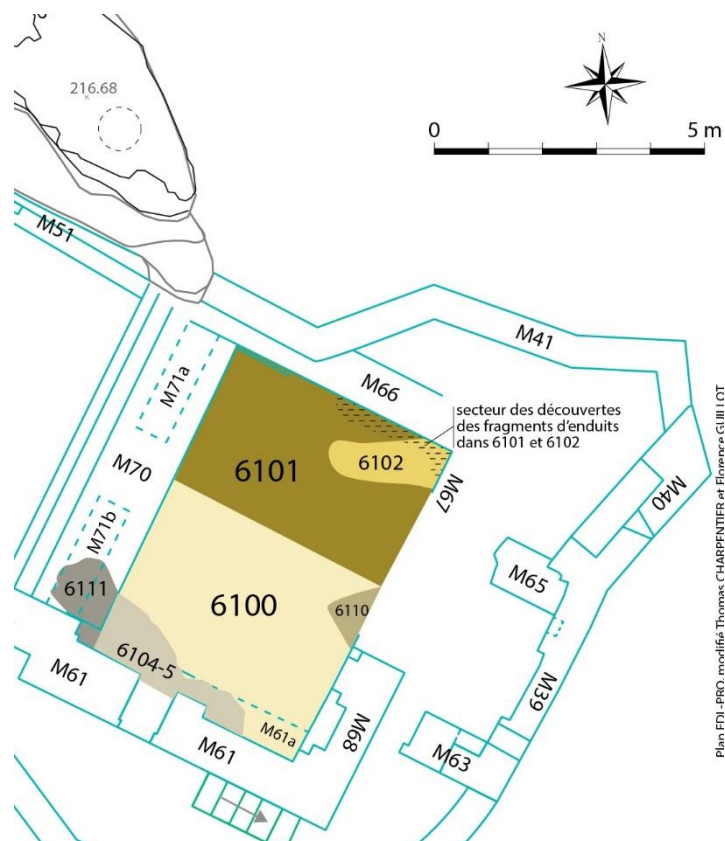 216.68
N
0 5 m
M51
M41
M71a
M66
secteur des découvertes
des fragments d'enduits
dans 6101 et 6102
6101
6102
M70
M67
M40
M71b
M65
6111
6100
6110
6104-5
M61
M39
M61a
M68
M61
M63
Plan EDL-PRO, modifié Thomas CHARPENTIER et Florence GUILLOT